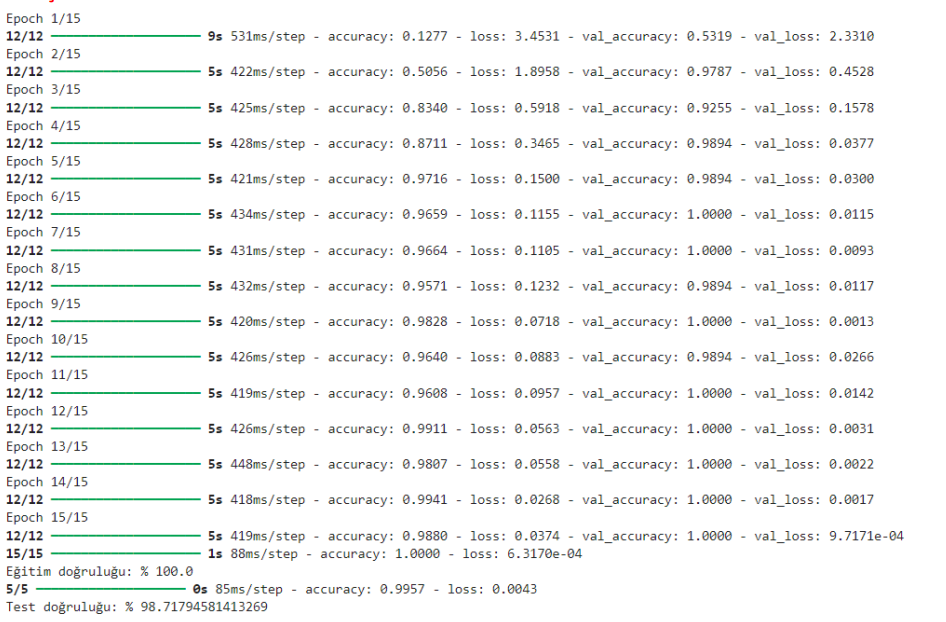 Epoch 1/15
12/12 ━━━━━━━━━━━━━━━━━━━━ 9s 531ms/step - accuracy: 0.1277 - loss: 3.4531 - val_accuracy: 0.5319 - val_loss: 2.3310
Epoch 2/15
12/12 ━━━━━━━━━━━━━━━━━━━━ 5s 422ms/step - accuracy: 0.5056 - loss: 1.8958 - val_accuracy: 0.9787 - val_loss: 0.4528
Epoch 3/15
12/12 ━━━━━━━━━━━━━━━━━━━━ 5s 425ms/step - accuracy: 0.8340 - loss: 0.5918 - val_accuracy: 0.9255 - val_loss: 0.1578
Epoch 4/15
12/12 ━━━━━━━━━━━━━━━━━━━━ 5s 428ms/step - accuracy: 0.8711 - loss: 0.3465 - val_accuracy: 0.9894 - val_loss: 0.0377
Epoch 5/15
12/12 ━━━━━━━━━━━━━━━━━━━━ 5s 421ms/step - accuracy: 0.9716 - loss: 0.1500 - val_accuracy: 0.9894 - val_loss: 0.0300
Epoch 6/15
12/12 ━━━━━━━━━━━━━━━━━━━━ 5s 434ms/step - accuracy: 0.9659 - loss: 0.1155 - val_accuracy: 1.0000 - val_loss: 0.0115
Epoch 7/15
12/12 ━━━━━━━━━━━━━━━━━━━━ 5s 431ms/step - accuracy: 0.9664 - loss: 0.1105 - val_accuracy: 1.0000 - val_loss: 0.0093
Epoch 8/15
12/12 ━━━━━━━━━━━━━━━━━━━━ 5s 432ms/step - accuracy: 0.9571 - loss: 0.1232 - val_accuracy: 0.9894 - val_loss: 0.0117
Epoch 9/15
12/12 ━━━━━━━━━━━━━━━━━━━━ 5s 420ms/step - accuracy: 0.9828 - loss: 0.0718 - val_accuracy: 1.0000 - val_loss: 0.0013
Epoch 10/15
12/12 ━━━━━━━━━━━━━━━━━━━━ 5s 426ms/step - accuracy: 0.9640 - loss: 0.0883 - val_accuracy: 0.9894 - val_loss: 0.0266
Epoch 11/15
12/12 ━━━━━━━━━━━━━━━━━━━━ 5s 419ms/step - accuracy: 0.9608 - loss: 0.0957 - val_accuracy: 1.0000 - val_loss: 0.0142
Epoch 12/15
12/12 ━━━━━━━━━━━━━━━━━━━━ 5s 426ms/step - accuracy: 0.9911 - loss: 0.0563 - val_accuracy: 1.0000 - val_loss: 0.0031
Epoch 13/15
12/12 ━━━━━━━━━━━━━━━━━━━━ 5s 448ms/step - accuracy: 0.9807 - loss: 0.0558 - val_accuracy: 1.0000 - val_loss: 0.0022
Epoch 14/15
12/12 ━━━━━━━━━━━━━━━━━━━━ 5s 418ms/step - accuracy: 0.9941 - loss: 0.0268 - val_accuracy: 1.0000 - val_loss: 0.0017
Epoch 15/15
12/12 ━━━━━━━━━━━━━━━━━━━━ 5s 419ms/step - accuracy: 0.9880 - loss: 0.0374 - val_accuracy: 1.0000 - val_loss: 9.7171e-04
15/15 ━━━━━━━━━━━━━━━━━━━━ 1s 88ms/step - accuracy: 1.0000 - loss: 6.3170e-04
Eğitim doğruluğu: % 100.0
5/5 ━━━━━━━━━━━━━━━━━━━━ 0s 85ms/step - accuracy: 0.9957 - loss: 0.0043
Test doğruluğu: % 98.71794581413269